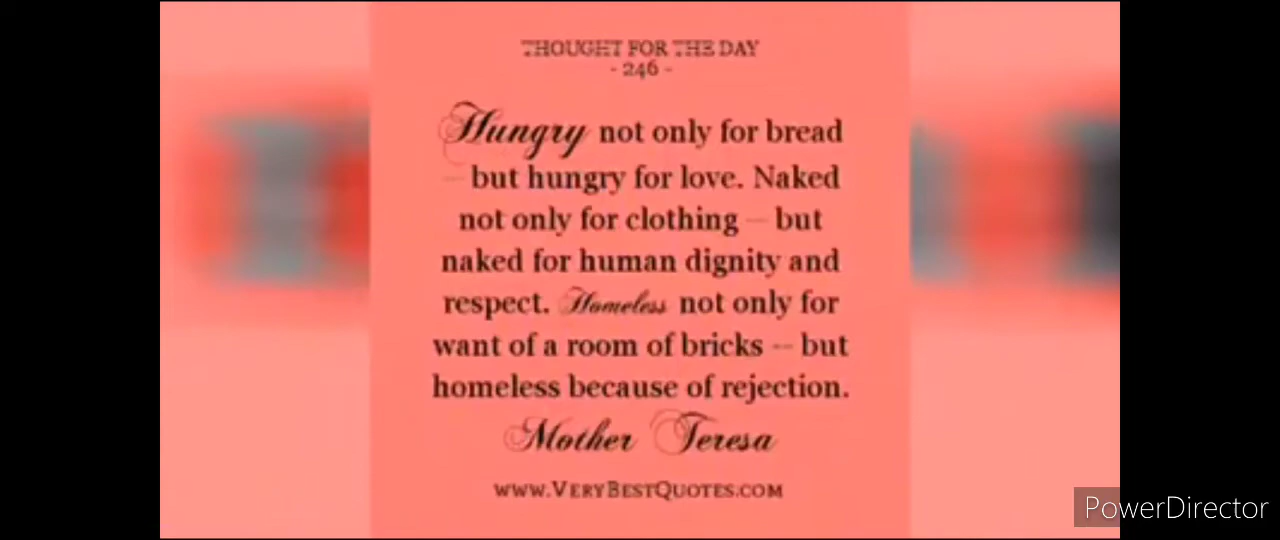 THOUGHT FOR THE DAY
- 246 -
Hungry not only for bread
— but hungry for love. Naked
not only for clothing — but
naked for human dignity and
respect. Homeless not only for
want of a room of bricks — but
homeless because of rejection.
Mother Teresa
www.VeryBestQuotes.com
PowerDirector